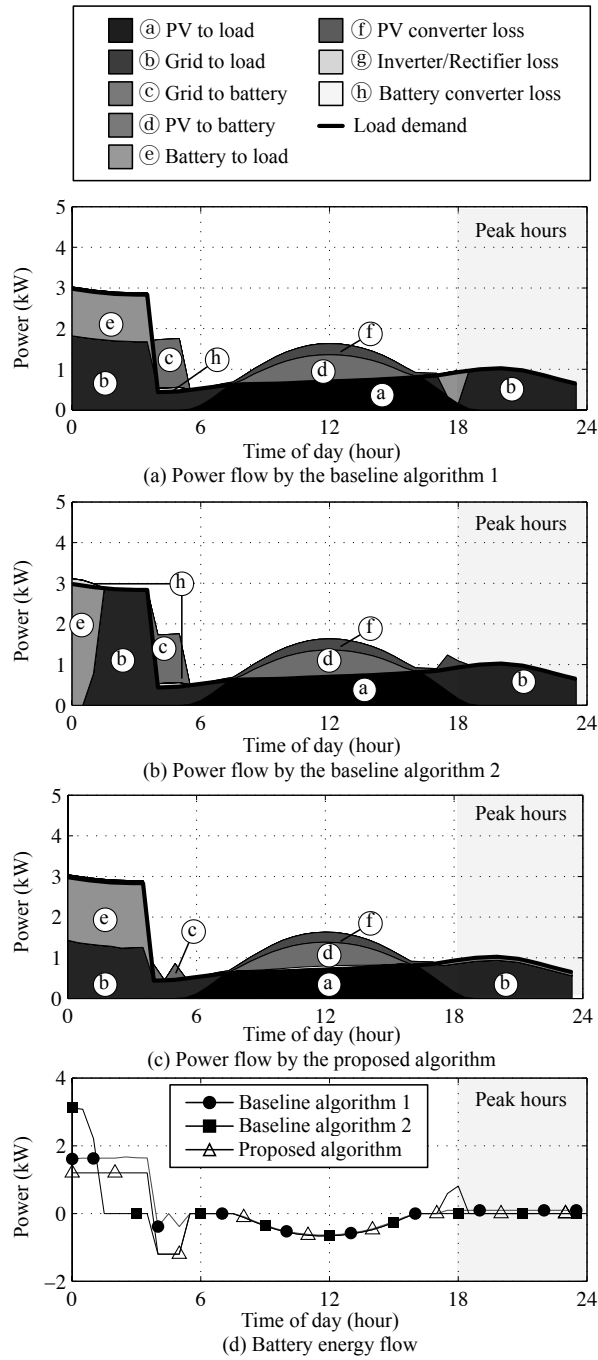 ⓐ PV to load
ⓑ Grid to load
ⓒ Grid to battery
ⓓ PV to battery
ⓔ Battery to load
ⓕ PV converter loss
ⓖ Inverter/Rectifier loss
ⓗ Battery converter loss
Load demand
Power (kW)
5
4
3
2
1
0
Peak hours
e
b
c
h
f
d
a
b
0 6 12 18 24
Time of day (hour)
(a) Power flow by the baseline algorithm 1
Power (kW)
5
4
3
2
1
0
Peak hours
h
e
b
c
f
d
a
b
0 6 12 18 24
Time of day (hour)
(b) Power flow by the baseline algorithm 2
Power (kW)
5
4
3
2
1
0
Peak hours
e
b
c
f
d
a
b
0 6 12 18 24
Time of day (hour)
(c) Power flow by the proposed algorithm
Power (kW)
4
2
0
−2
Baseline algorithm 1
Baseline algorithm 2
Proposed algorithm
Peak hours
0 6 12 18 24
Time of day (hour)
(d) Battery energy flow